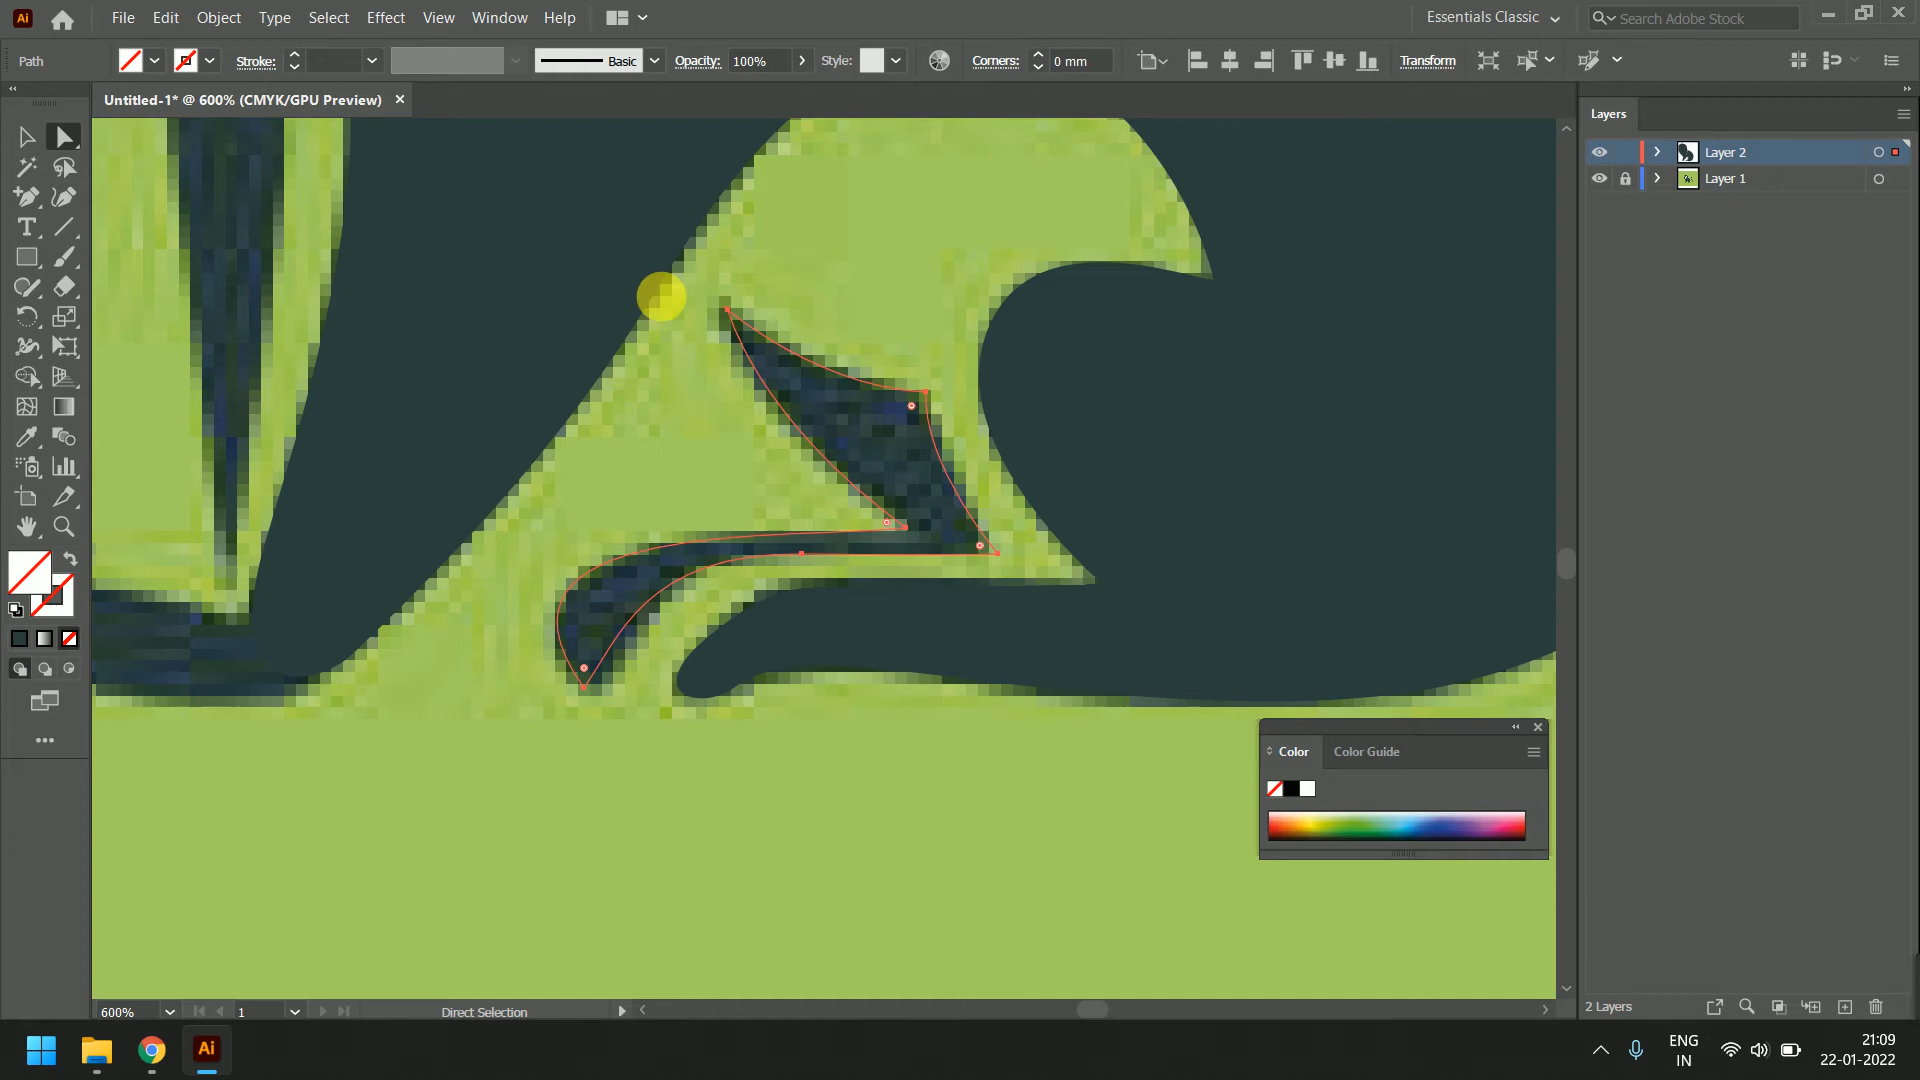 Ai File Edit Object Type Select Effect View Window Help Essentials Classic Search Adobe Stock
Path Stroke: Basic Opacity: 100% Style: Corners: 0 mm Transform
Untitled-1* @ 600% (CMYK/GPU Preview)
Layers
Layer 2
Layer 1
Color Color Guide
600% 1 Direct Selection
2 Layers
Ai
ENG
IN
21:09
22-01-2022